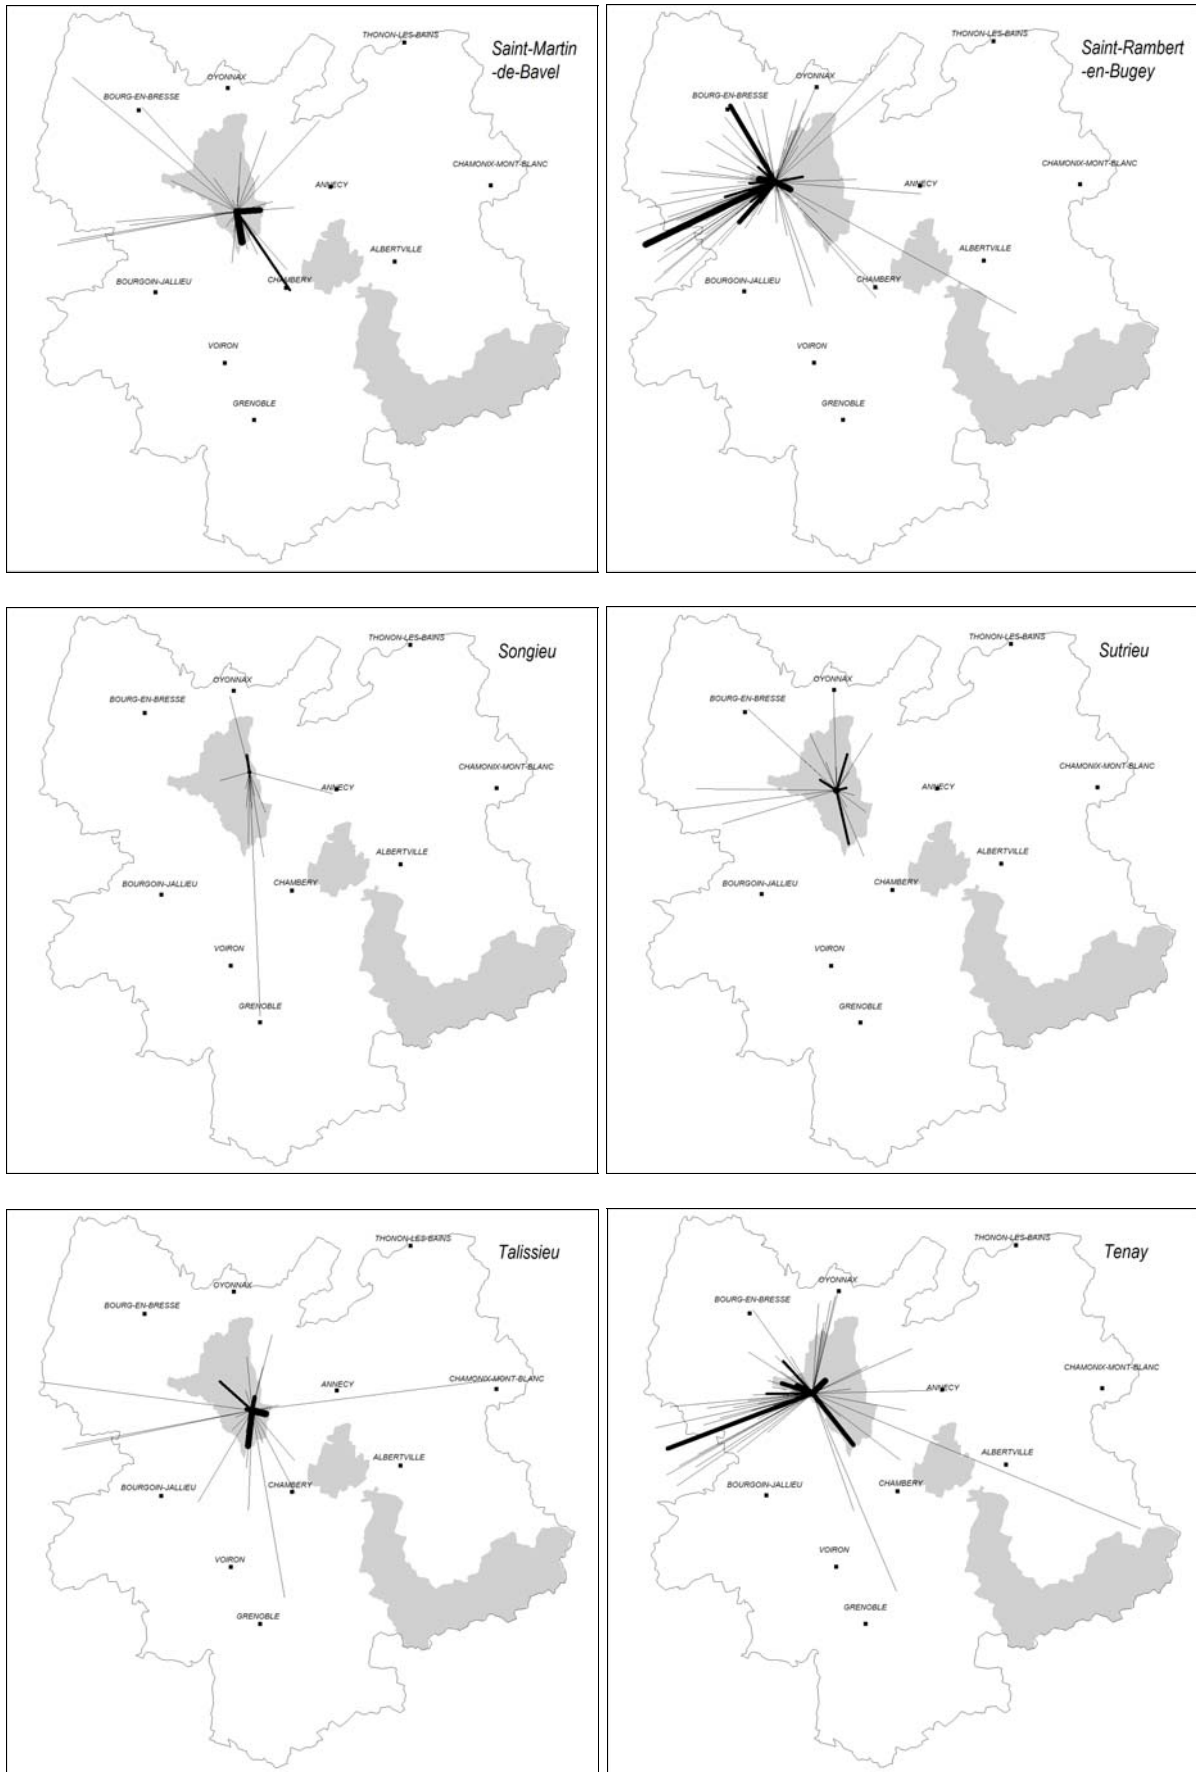 THONON-LES-BAINS
Saint-Martin
-de-Bavel
OYONNAX
BOURG-EN-BRESSE
CHAMONIX-MONT-BLANC
ANNECY
ALBERTVILLE
BOURGOIN-JALLIEU
CHAMBERY
VOIRON
GRENOBLE
THONON-LES-BAINS
Saint-Rambert
-en-Bugey
OYONNAX
BOURG-EN-BRESSE
CHAMONIX-MONT-BLANC
ANNECY
ALBERTVILLE
BOURGOIN-JALLIEU
CHAMBERY
VOIRON
GRENOBLE
THONON-LES-BAINS
Songieu
OYONNAX
BOURG-EN-BRESSE
CHAMONIX-MONT-BLANC
ANNECY
ALBERTVILLE
BOURGOIN-JALLIEU
CHAMBERY
VOIRON
GRENOBLE
THONON-LES-BAINS
Sutrieu
OYONNAX
BOURG-EN-BRESSE
CHAMONIX-MONT-BLANC
ANNECY
ALBERTVILLE
BOURGOIN-JALLIEU
CHAMBERY
VOIRON
GRENOBLE
THONON-LES-BAINS
Talissieu
OYONNAX
BOURG-EN-BRESSE
CHAMONIX-MONT-BLANC
ANNECY
ALBERTVILLE
BOURGOIN-JALLIEU
CHAMBERY
VOIRON
GRENOBLE
THONON-LES-BAINS
Tenay
OYONNAX
BOURG-EN-BRESSE
CHAMONIX-MONT-BLANC
ANNECY
ALBERTVILLE
BOURGOIN-JALLIEU
CHAMBERY
VOIRON
GRENOBLE